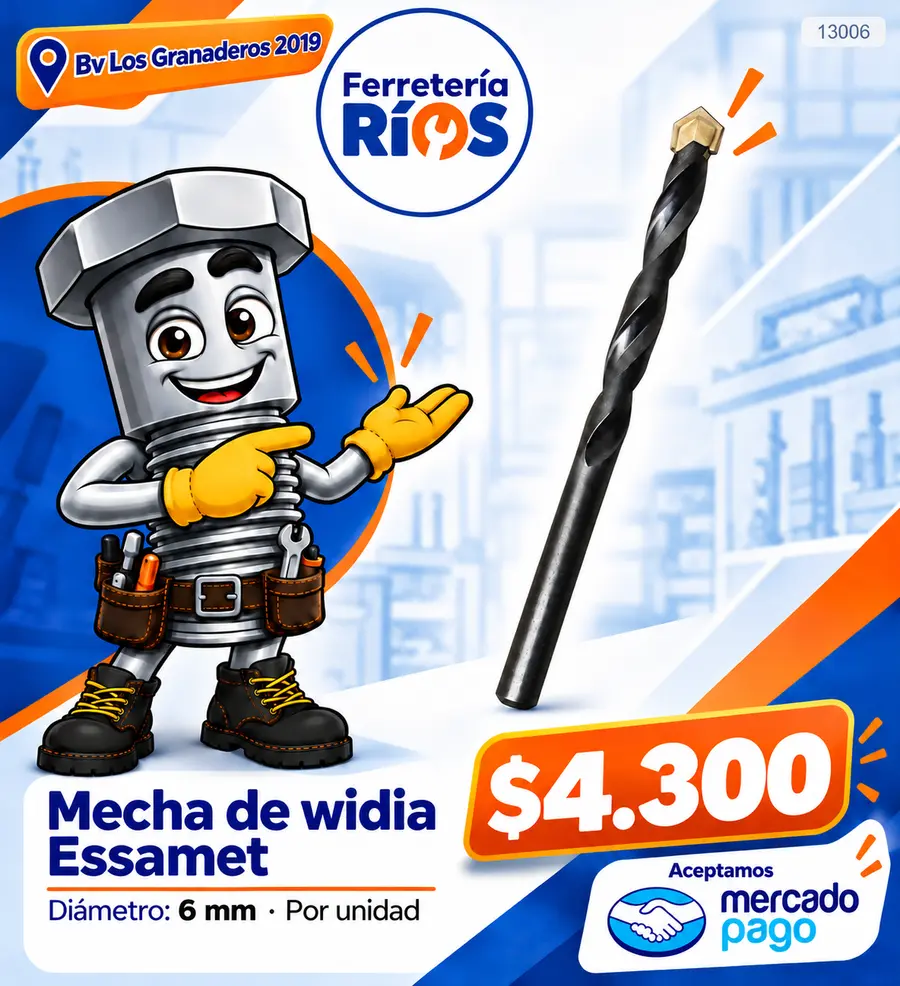 Bv Los Granaderos 2019
Ferretería
RÍOS
13006
$4.300
Mecha de widia
Essamet
Diámetro: 6 mm · Por unidad
Aceptamos
mercado
pago